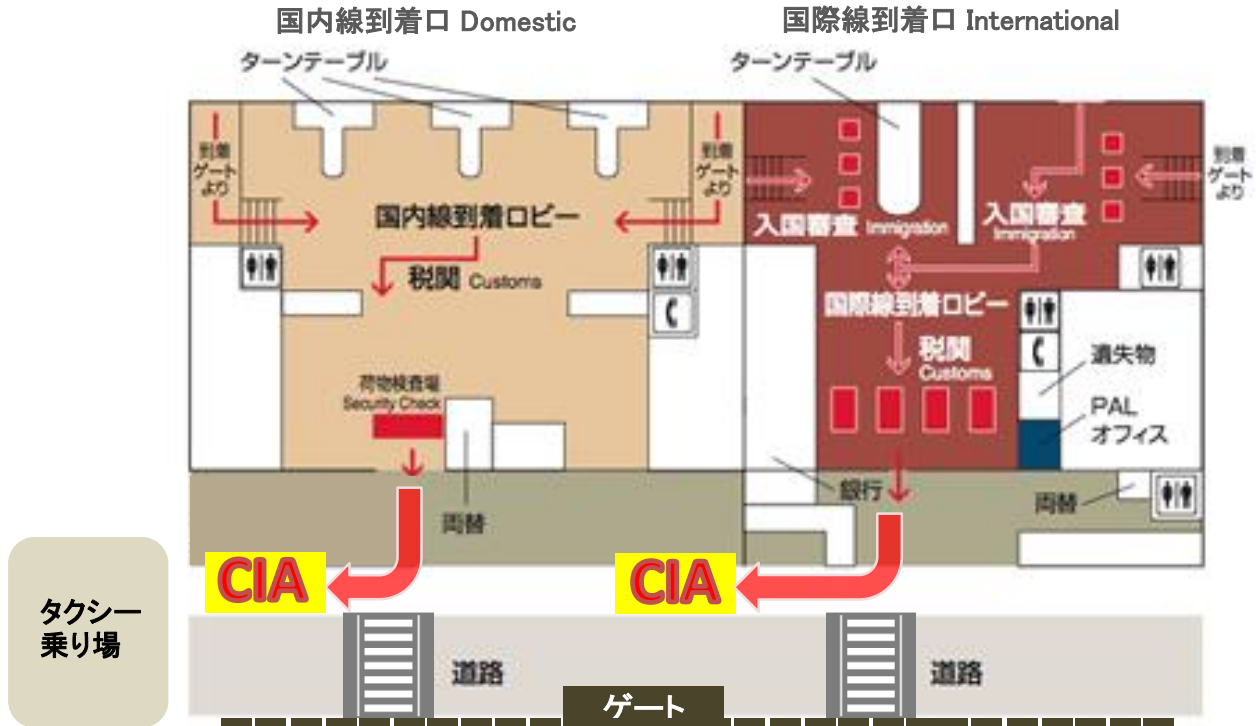 国内線到着口 Domestic
国際線到着口 International
ターンテーブル
ターンテーブル
到着
ゲート
より
到着
ゲート
より
到着
ゲート
より
国内線到着ロビー
入国審査 Immigration
入国審査
Immigration
税関 Customs
国際線到着ロビー
税関
Customs
荷物検査場
Security Check
遺失物
PAL
オフィス
銀行
両替
両替
CIA
CIA
タクシー
乗り場
道路
道路
ゲート